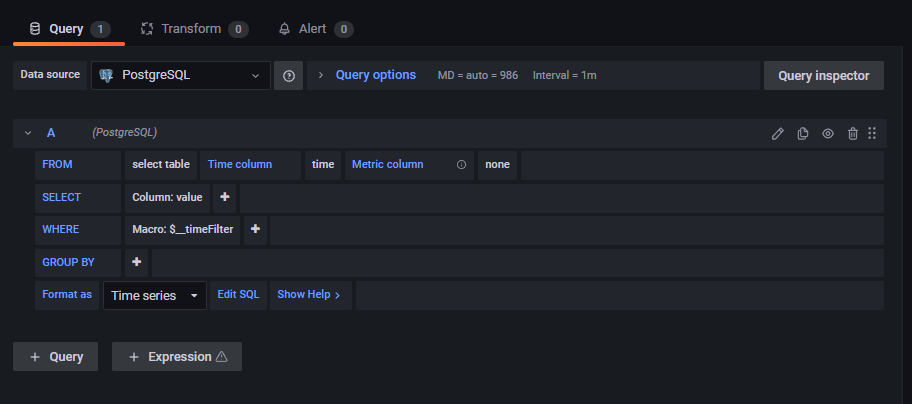 Query 1 Transform 0 Alert 0
Data source PostgreSQL Query options MD = auto = 986 Interval = 1m Query inspector
A (PostgreSQL)
FROM select table Time column time Metric column none
SELECT Column: value +
WHERE Macro: $__timeFilter +
GROUP BY +
Format as Time series Edit SQL Show Help >
+ Query + Expression